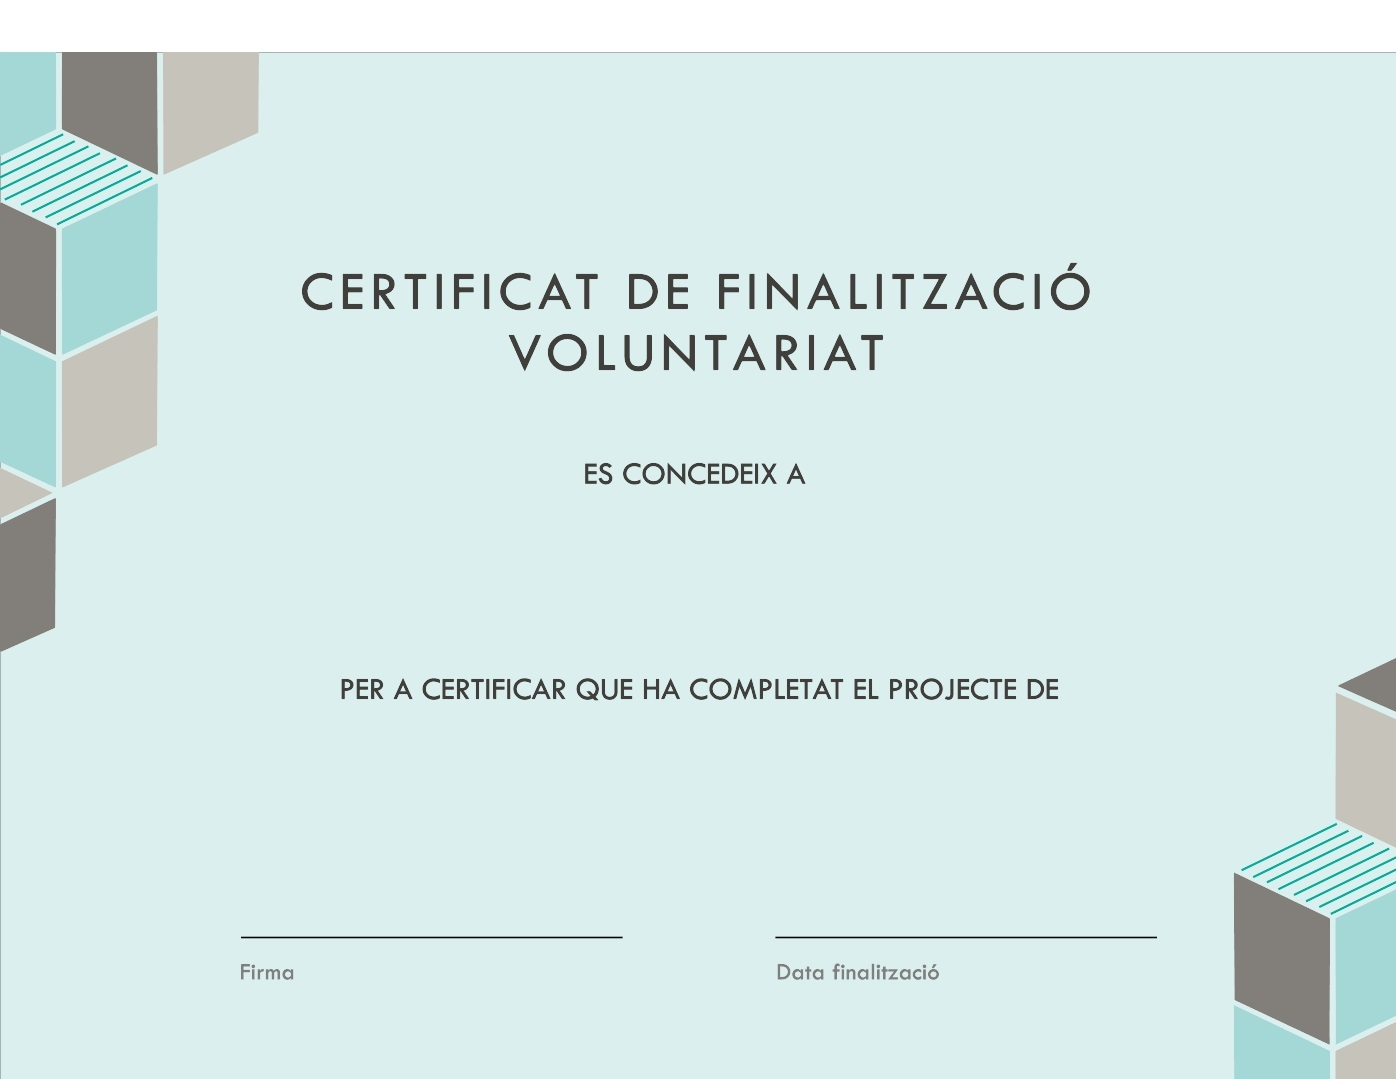 CERTIFICAT DE FINALITZACIÓ
VOLUNTARIAT
ES CONCEDEIX A
PER A CERTIFICAR QUE HA COMPLETAT EL PROJECTE DE
Firma
Data finalització